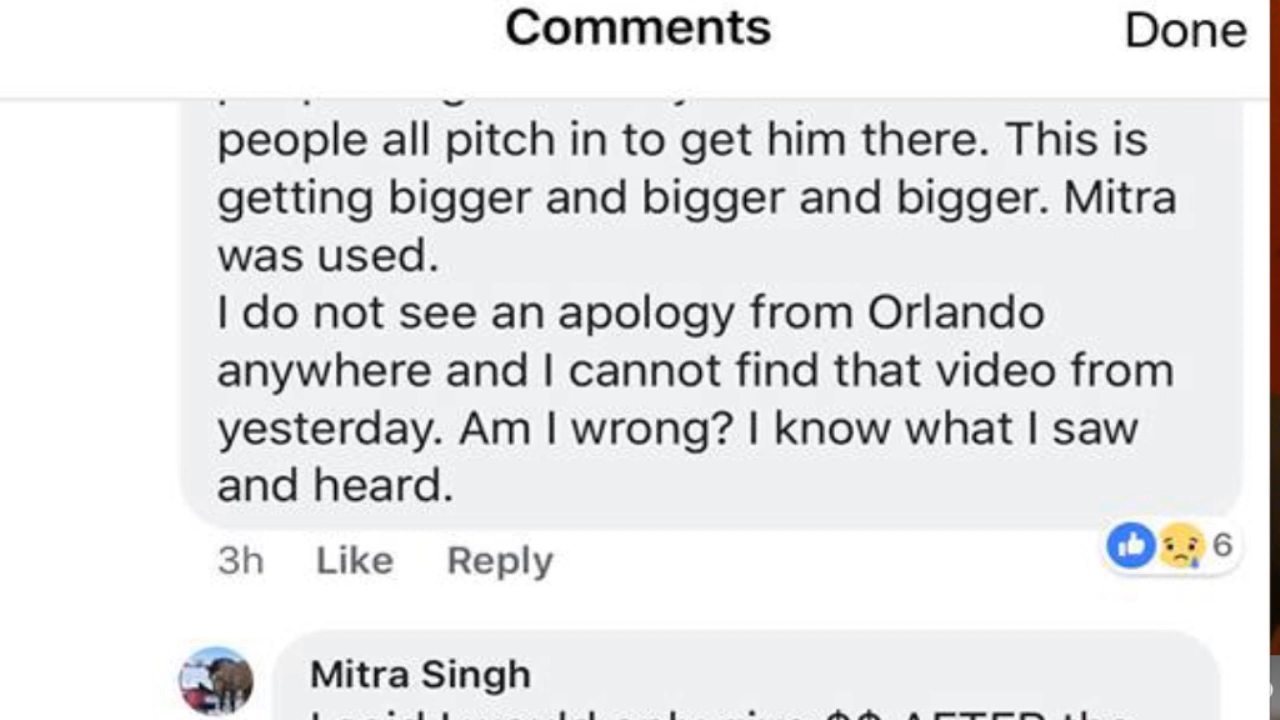 Comments
Done
people all pitch in to get him there. This is
getting bigger and bigger and bigger. Mitra
was used.
I do not see an apology from Orlando
anywhere and I cannot find that video from
yesterday. Am I wrong? I know what I saw
and heard.
3h Like Reply
6
Mitra Singh